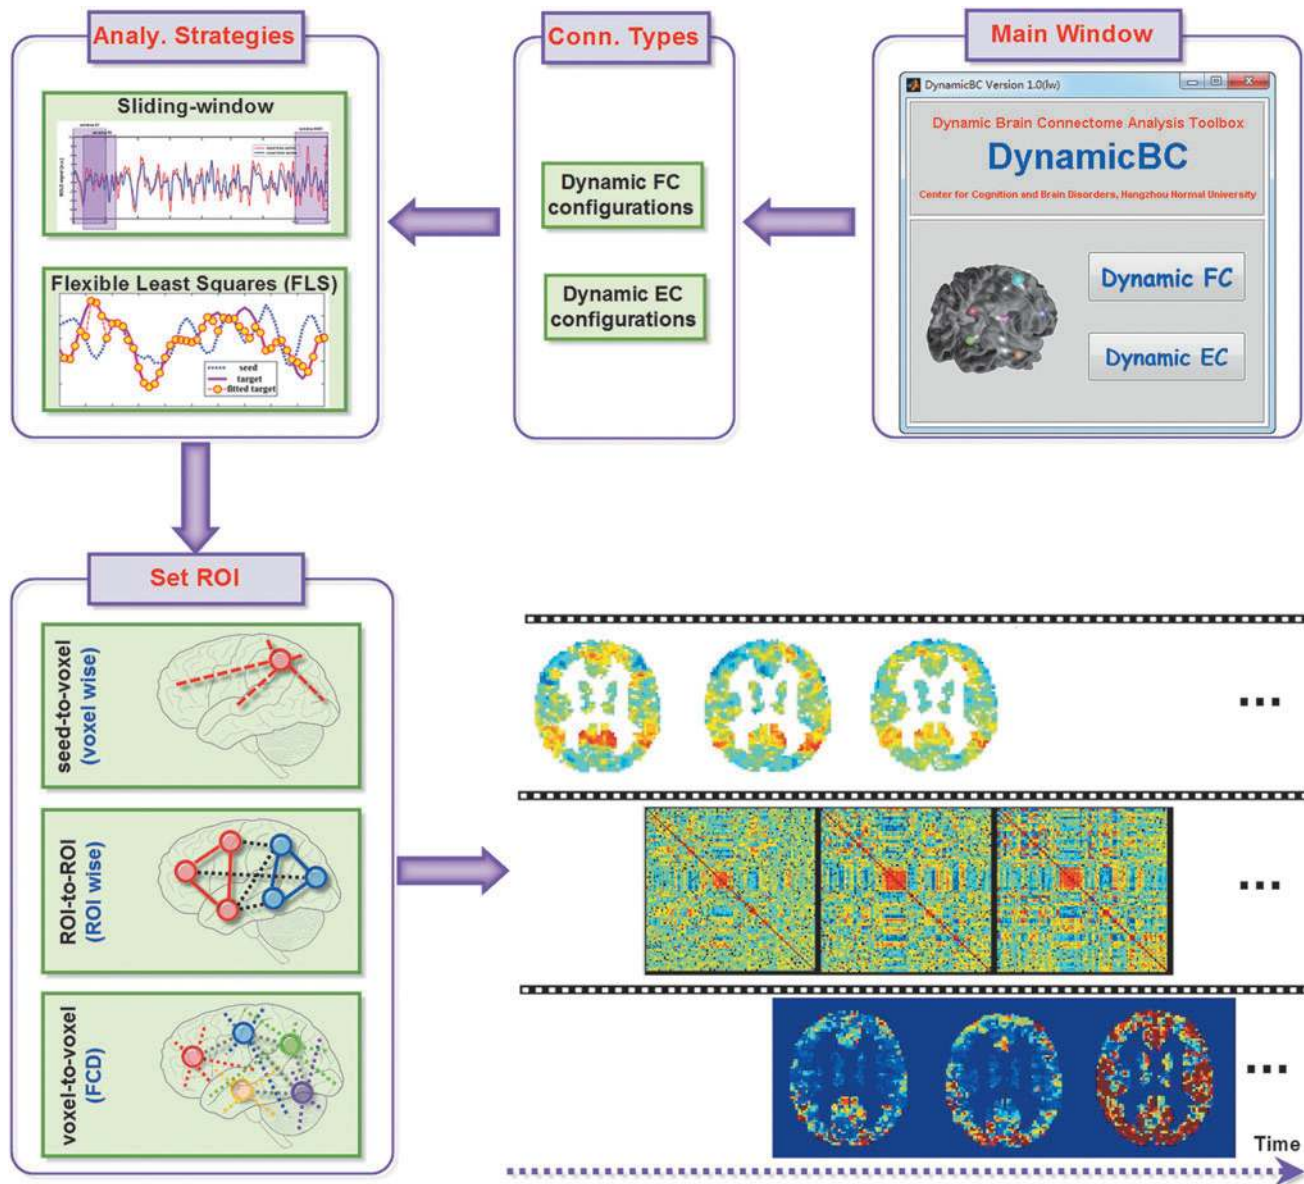 Analy. Strategies
Sliding-window
Flexible Least Squares (FLS)
seed
target
fitted target
Conn. Types
Dynamic FC
configurations
Dynamic EC
configurations
Main Window
DynamicBC Version 1.0(lw)
Dynamic Brain Connectome Analysis Toolbox
DynamicBC
Center for Cognition and Brain Disorders, Hangzhou Normal University
Dynamic FC
Dynamic EC
Set ROI
seed-to-voxel
(voxel wise)
ROI-to-ROI
(ROI wise)
voxel-to-voxel
(FCD)
...
...
...
Time